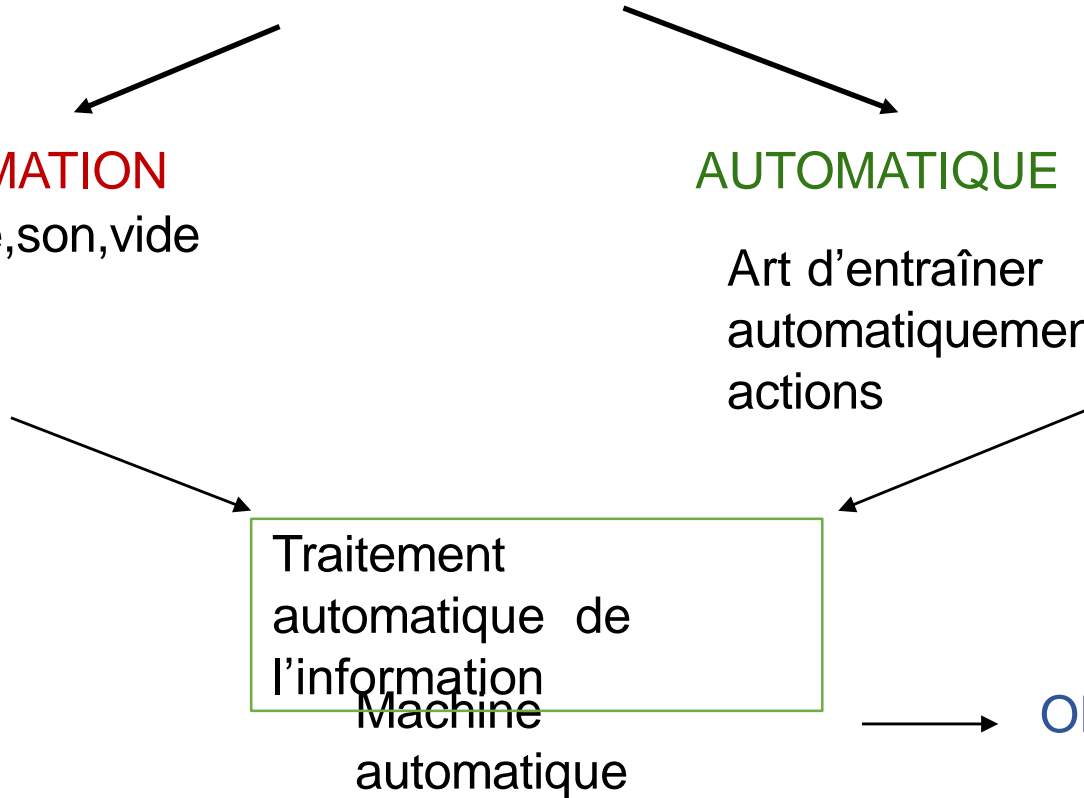 MATION
AUTOMATIQUE
e,son,vide
Art d’entraîner
automatiquemen
actions
Traitement
automatique de
l’information
Machine
automatique